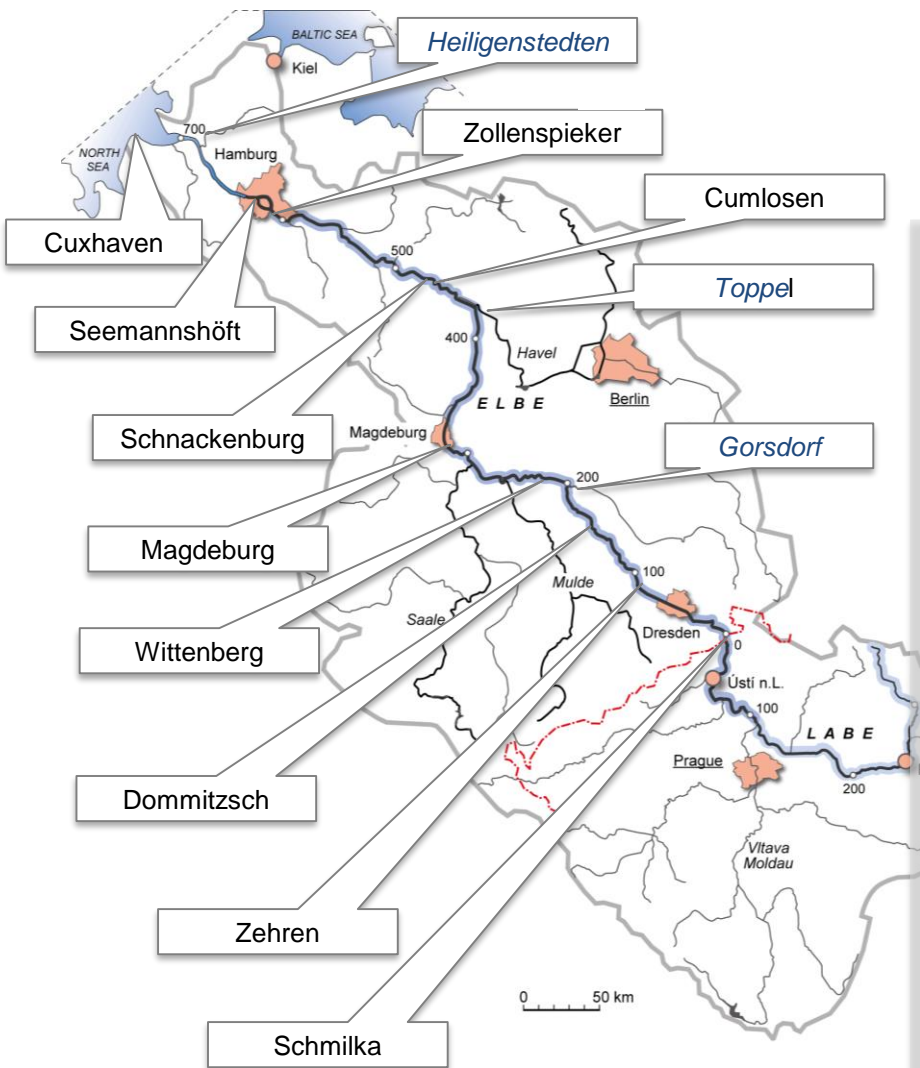 BALTIC SEA
Heiligenstedten
Kiel
700
Zollenspieker
NORTH
SEA
Hamburg
Cumlosen
Cuxhaven
500
Toppel
Seemannshöft
400
Havel
Berlin
ELBE
Schnackenburg
Magdeburg
Gorsdorf
200
Magdeburg
100
Mulde
Saale
Dresden
0
Wittenberg
Ústí n.L.
100
LABE
Prague
200
Dommitzsch
Vltava
Moldau
Zehren
0 50 km
Schmilka